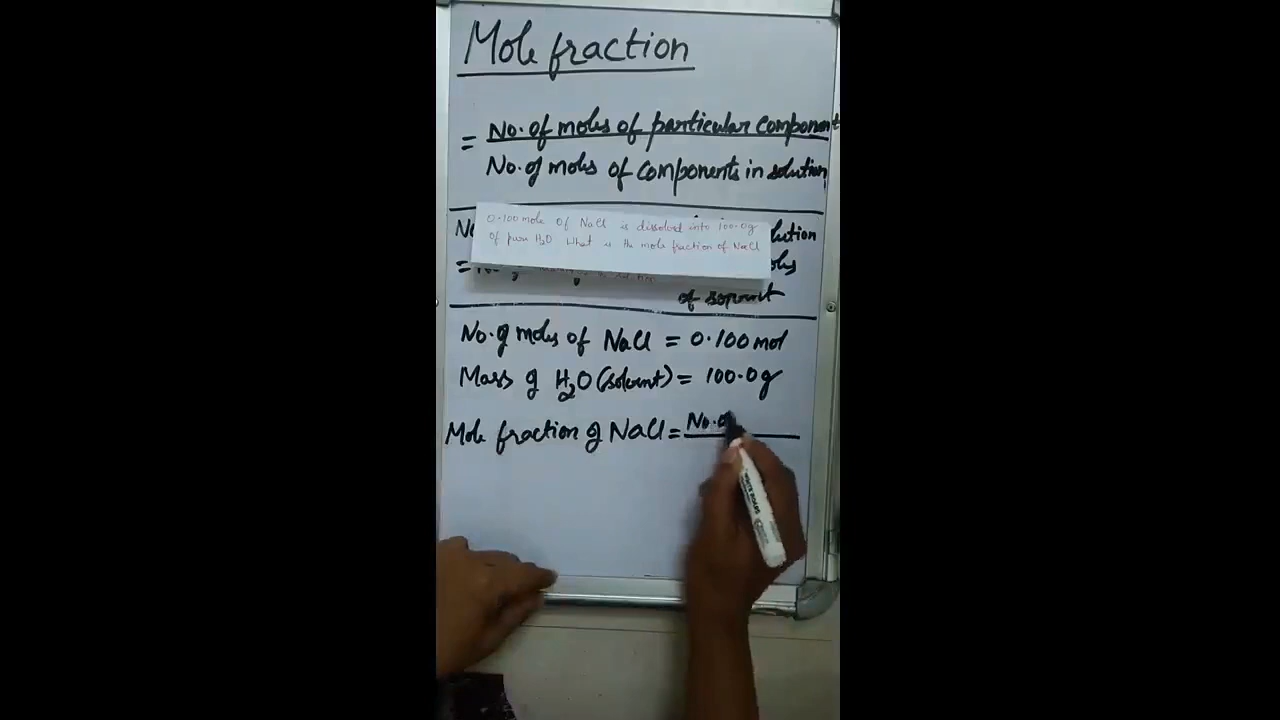 Mole fraction
= No. of moles of particular component
No. of moles of components in solution
0.100 mole of NaCl is dissolved into 100.0g
of pure H₂O What is the mole fraction of NaCl
of solvent
No. of moles of NaCl = 0.100 mol
Mass of H₂O (solvent) = 100.0g
Mole fraction of NaCl = No. of